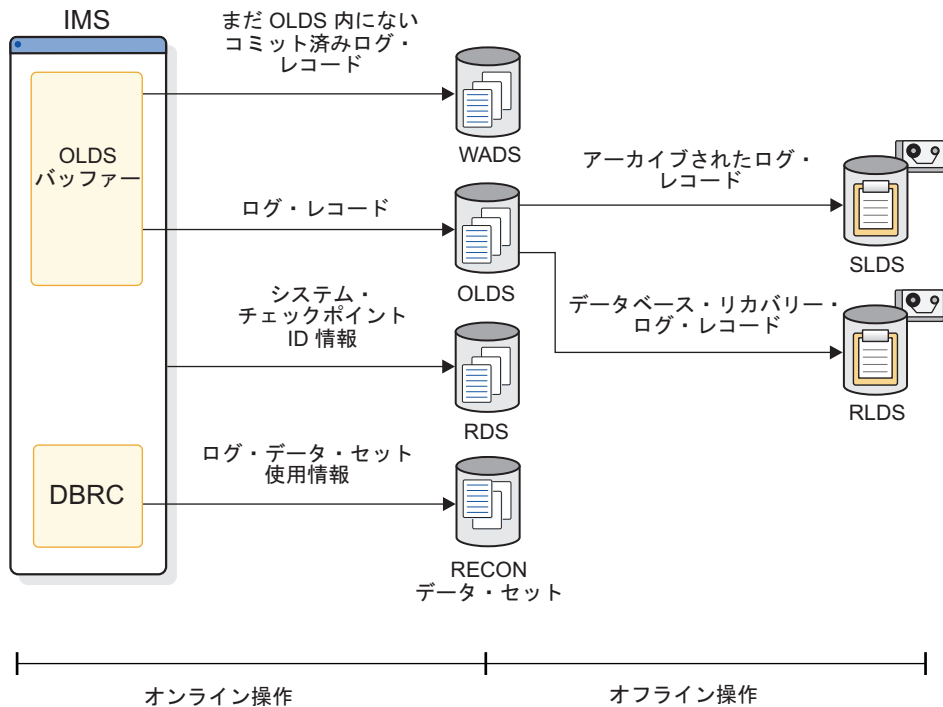 IMS
まだ OLDS 内にない
コミット済みログ・
レコード
OLDS
バッファー
WADS
アーカイブされたログ・
レコード
SLDS
ログ・レコード
OLDS
システム・
チェックポイント
ID 情報
データベース・リカバリー・
ログ・レコード
RLDS
RDS
ログ・データ・セット
使用情報
DBRC
RECON
データ・セット
オンライン操作
オフライン操作